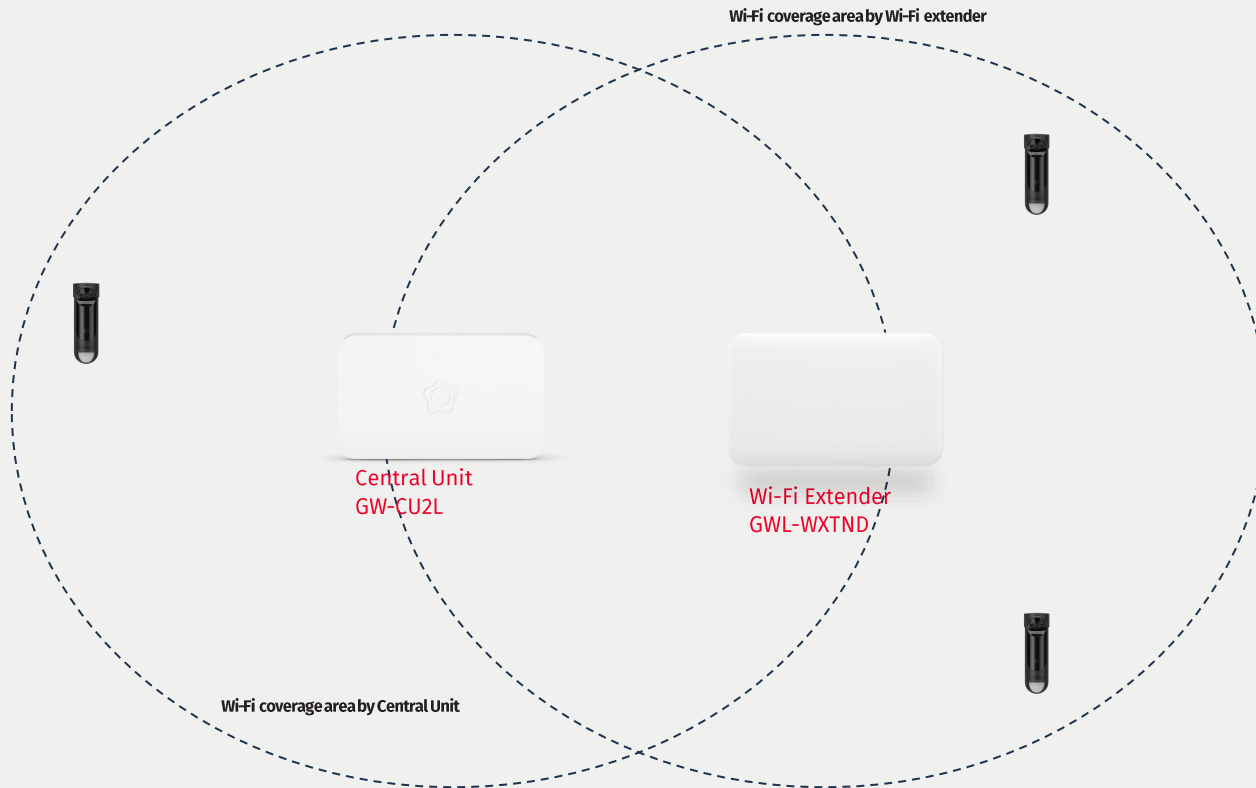 Wi-Fi coverage area by Wi-Fi extender
Central Unit
GW-CU2L
Wi-Fi Extender
GWL-WXTND
Wi-Fi coverage area by Central Unit